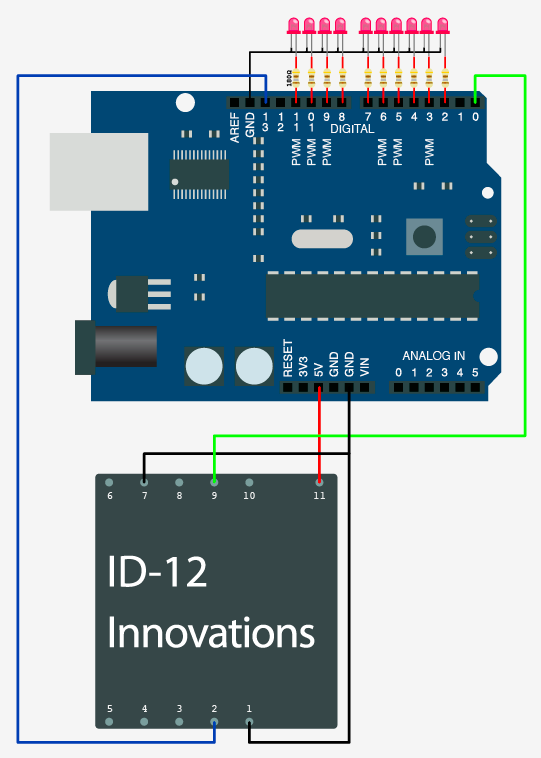 180Ω
AREF
GND
13
12
11
10
9
8
7
6
5
4
3
2
1
0
DIGITAL
PWM
PWM
PWM
PWM
PWM
PWM
RESET
3V3
5V
GND
GND
VIN
ANALOG IN
0 1 2 3 4 5
6 7 8 9 10 11
ID-12
Innovations
5 4 3 2 1